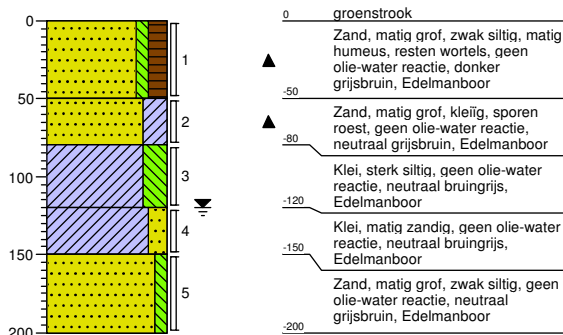 0
50
100
150
200
1
2
3
4
5
0 groenstrook
Zand, matig grof, zwak siltig, matig
humeus, resten wortels, geen
olie-water reactie, donker
grijsbruin, Edelmanboor
-50
Zand, matig grof, kleiïg, sporen
roest, geen olie-water reactie,
neutraal grijsbruin, Edelmanboor
-80
Klei, sterk siltig, geen olie-water
reactie, neutraal bruingrijs,
Edelmanboor
-120
Klei, matig zandig, geen olie-water
reactie, neutraal bruingrijs,
Edelmanboor
-150
Zand, matig grof, zwak siltig, geen
olie-water reactie, neutraal
grijsbruin, Edelmanboor
-200